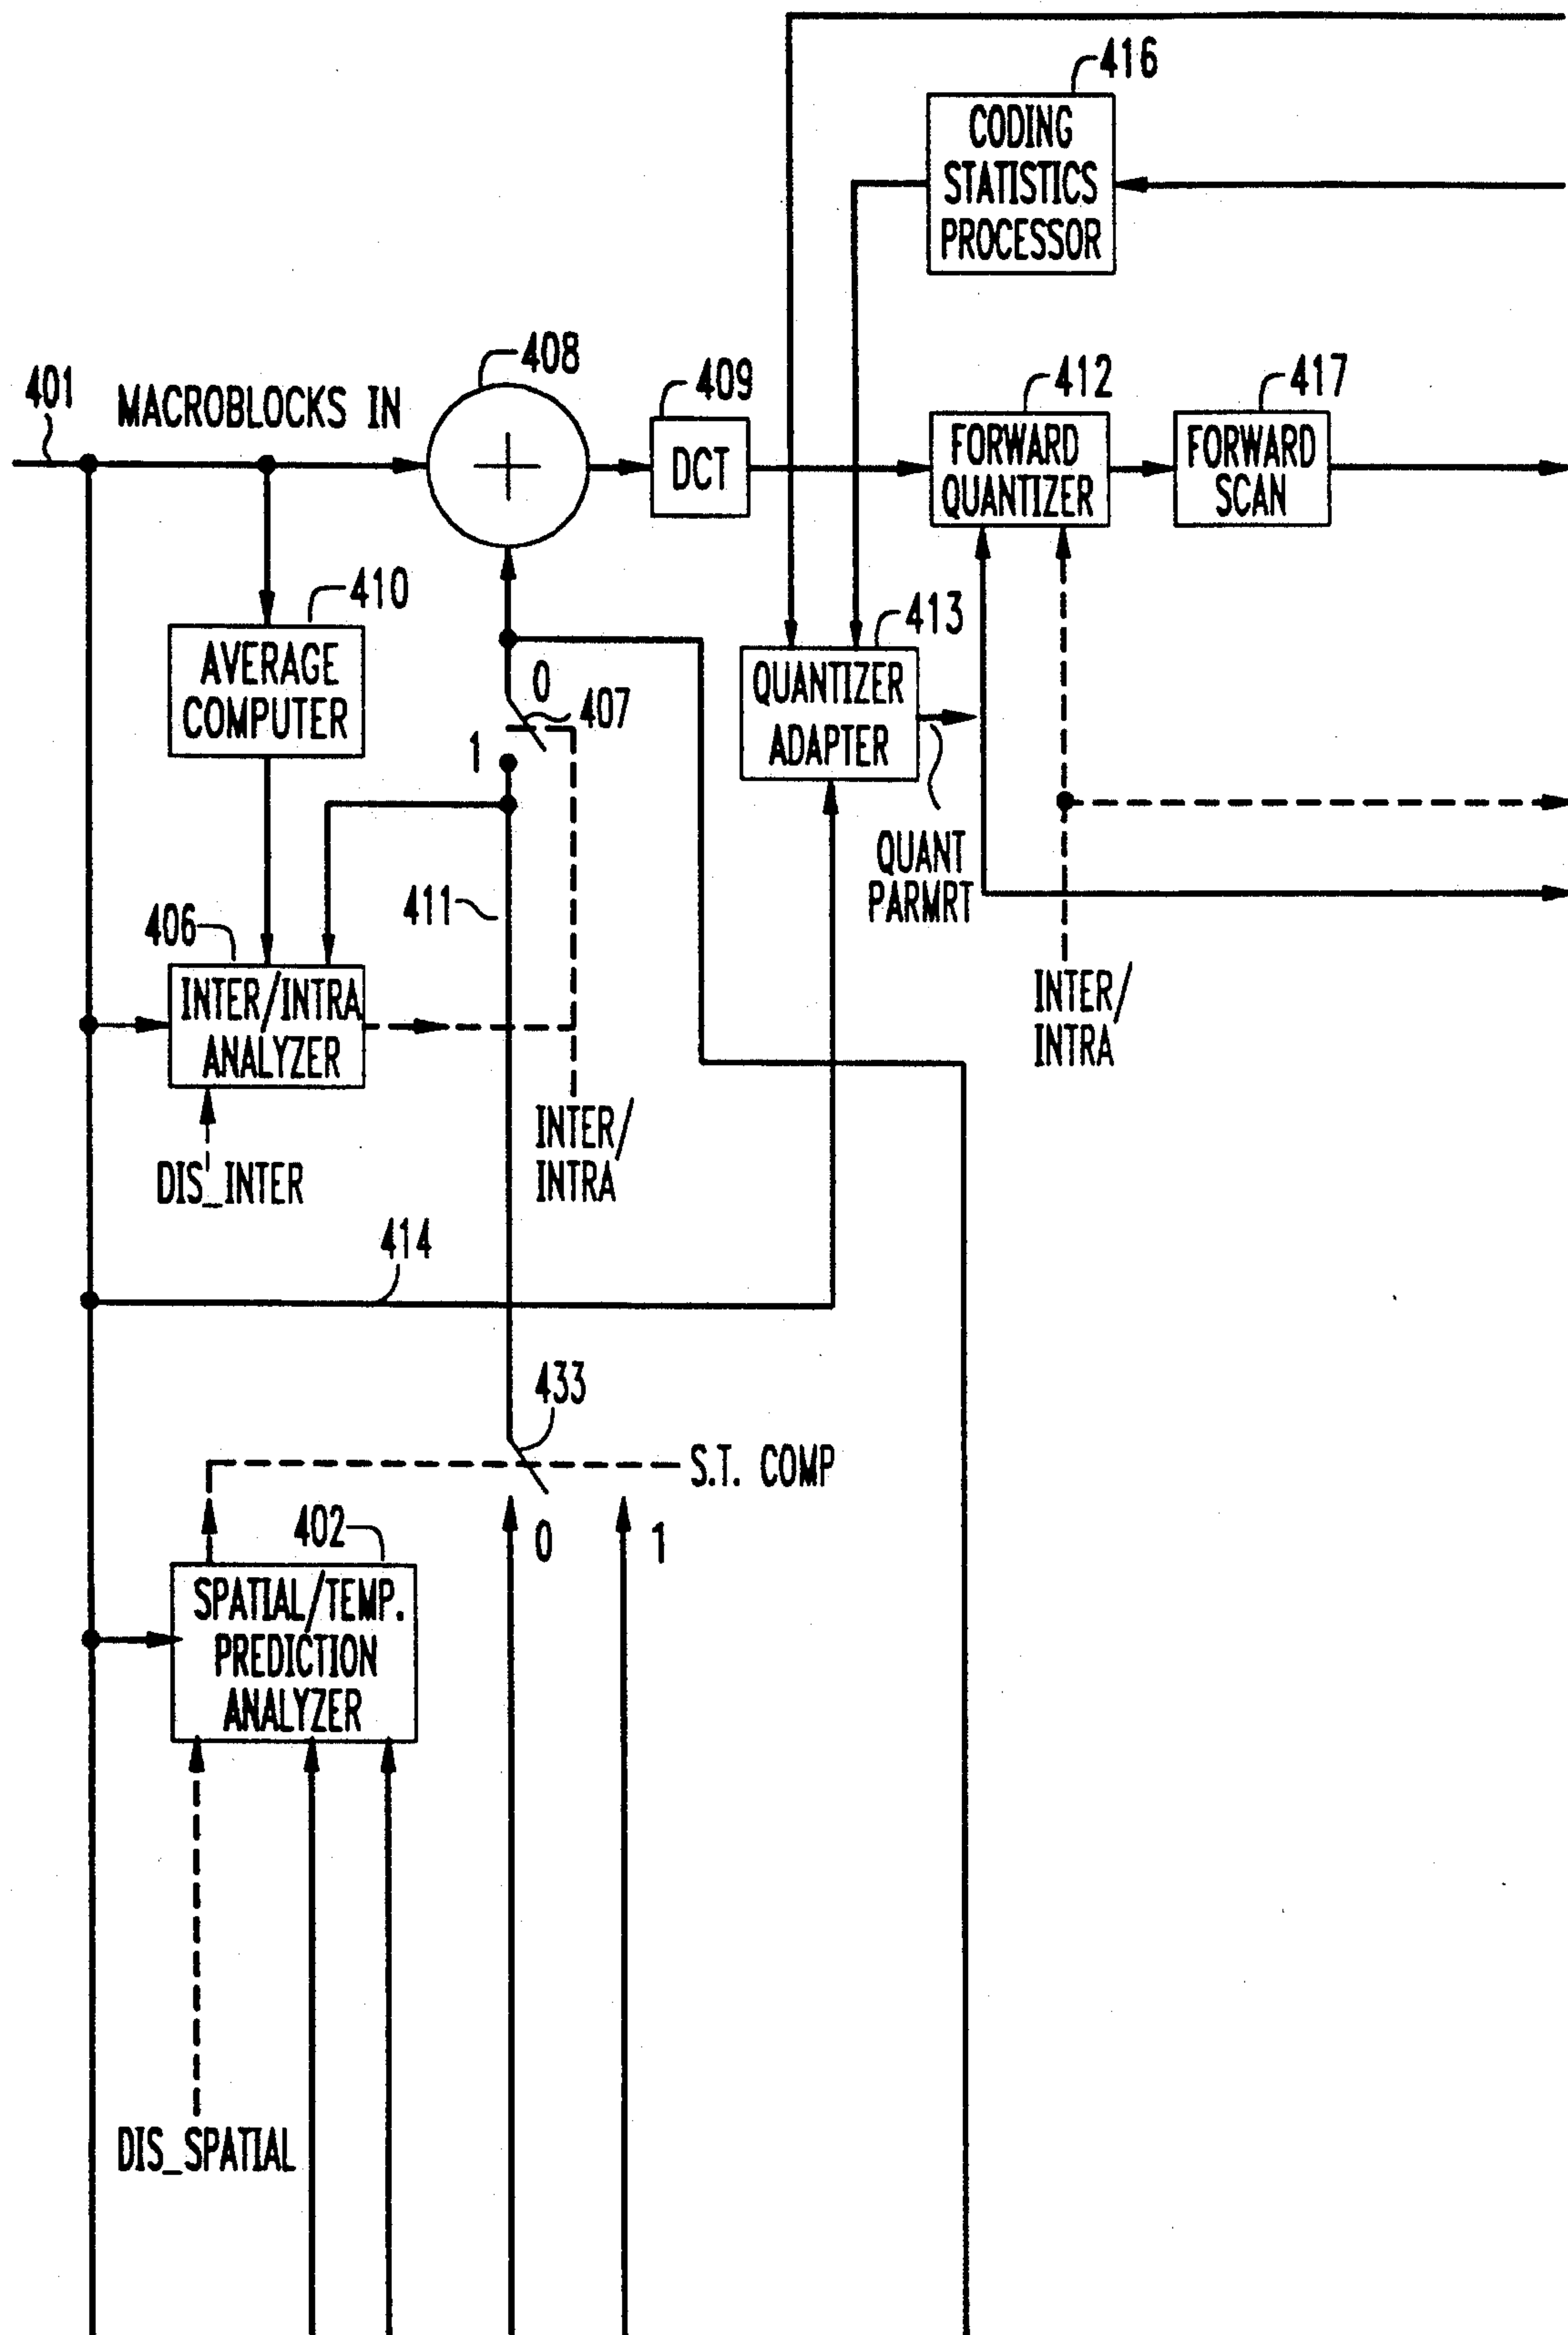 416
CODING
STATISTICS
PROCESSOR
401
MACROBLOCKS IN
408
+
409
DCT
412
FORWARD
QUANTIZER
417
FORWARD
SCAN
410
AVERAGE
COMPUTER
0
407
1
413
QUANTIZER
ADAPTER
QUANT
PARMRT
411
406
INTER/INTRA
ANALYZER
DIS_INTER
INTER/
INTRA
INTER/
INTRA
414
433
S.T. COMP
0
1
402
SPATIAL/TEMP.
PREDICTION
ANALYZER
DIS_SPATIAL